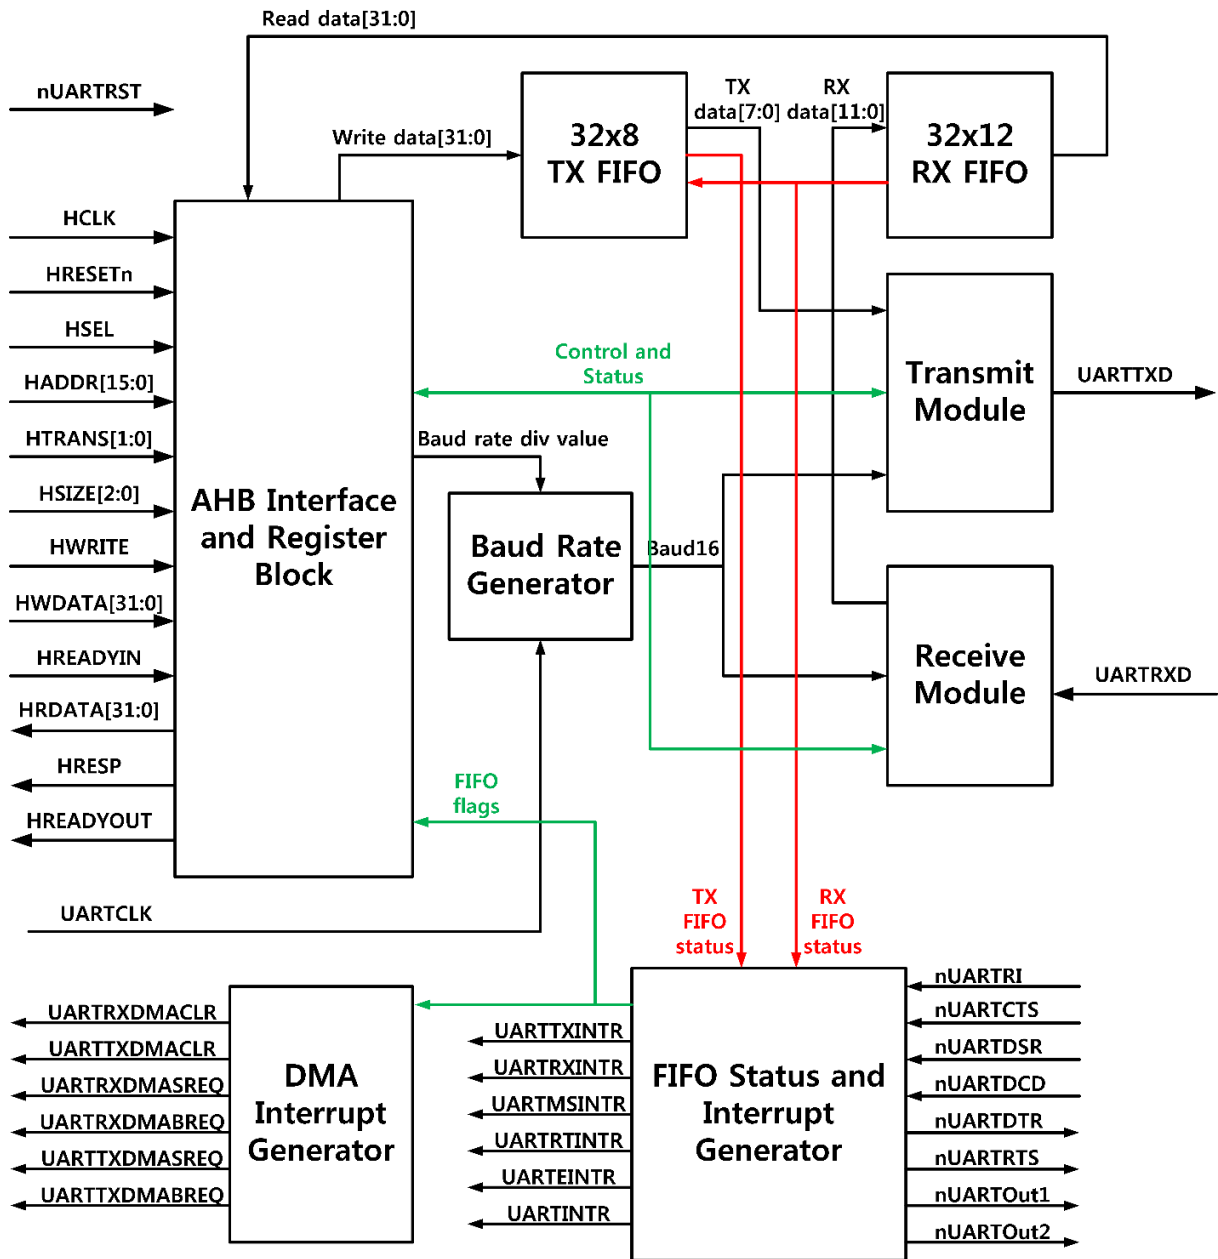 Read data[31:0]
nUARTRST
Write data[31:0]
32x8
TX FIFO
TX
data[7:0]
RX
data[11:0]
32x12
RX FIFO
HCLK
HRESETn
HSEL
HADDR[15:0]
HTRANS[1:0]
HSIZE[2:0]
HWRITE
HWDATA[31:0]
HREADYIN
HRDATA[31:0]
HRESP
HREADYOUT
AHB Interface
and Register
Block
Control and
Status
Transmit
Module
UARTTXD
Baud rate div value
Baud Rate
Generator
Baud16
Receive
Module
UARTRXD
FIFO
flags
UARTCLK
TX
FIFO
status
RX
FIFO
status
UARTRXDMACLR
UARTTXDMACLR
UARTRXDMASREQ
UARTRXDMABREQ
UARTTXDMASREQ
UARTTXDMABREQ
DMA
Interrupt
Generator
UARTTXINTR
UARTRXINTR
UARTMSINTR
UARTRTINTR
UARTEINTR
UARTINTR
FIFO Status and
Interrupt
Generator
nUARTRI
nUARTCTS
nUARTDSR
nUARTDCD
nUARTDTR
nUARTRTS
nUARTOut1
nUARTOut2